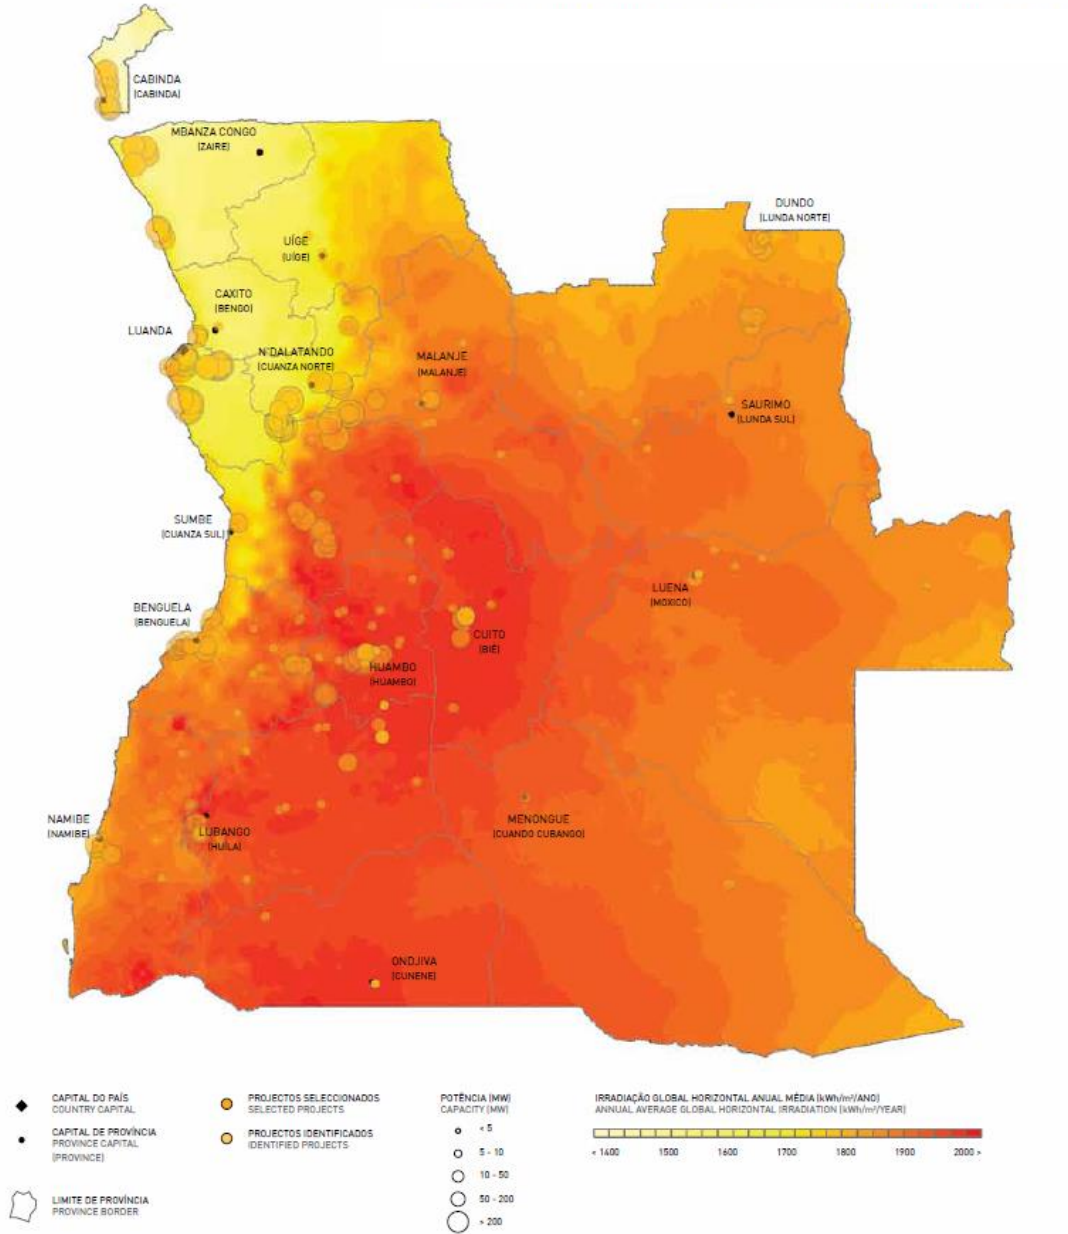 CABINDA
(CABINDA)
MBANZA CONGO
(ZAIRE)
DUNDO
(LUNDA NORTE)
UÍGE
(UÍGE)
CAXITO
(BENGO)
LUANDA
N'DALATANDO
(CUANZA NORTE)
MALANJE
(MALANJE)
SAURIMO
(LUNDA SUL)
SUMBE
(CUANZA SUL)
LUENA
(MOXICO)
BENGUELA
(BENGUELA)
CUITO
(BIÉ)
HUAMBO
(HUAMBO)
NAMIBE
(NAMIBE)
LUBANGO
(HUÍLA)
MENONGUE
(CUANDO CUBANGO)
ONDJIVA
(CUNENE)
CAPITAL DO PAÍS
COUNTRY CAPITAL
CAPITAL DE PROVÍNCIA
PROVINCE CAPITAL
(PROVINCE)
LIMITE DE PROVÍNCIA
PROVINCE BORDER
PROJECTOS SELECCIONADOS
SELECTED PROJECTS
PROJECTOS IDENTIFICADOS
IDENTIFIED PROJECTS
POTÊNCIA (MW)
CAPACITY (MW)
< 5
5 - 10
10 - 50
50 - 200
> 200
IRRADIAÇÃO GLOBAL HORIZONTAL ANUAL MÉDIA (kWh/m²/ANO)
ANNUAL AVERAGE GLOBAL HORIZONTAL IRRADIATION (kWh/m²/YEAR)
< 1400 1500 1600 1700 1800 1900 2000 >